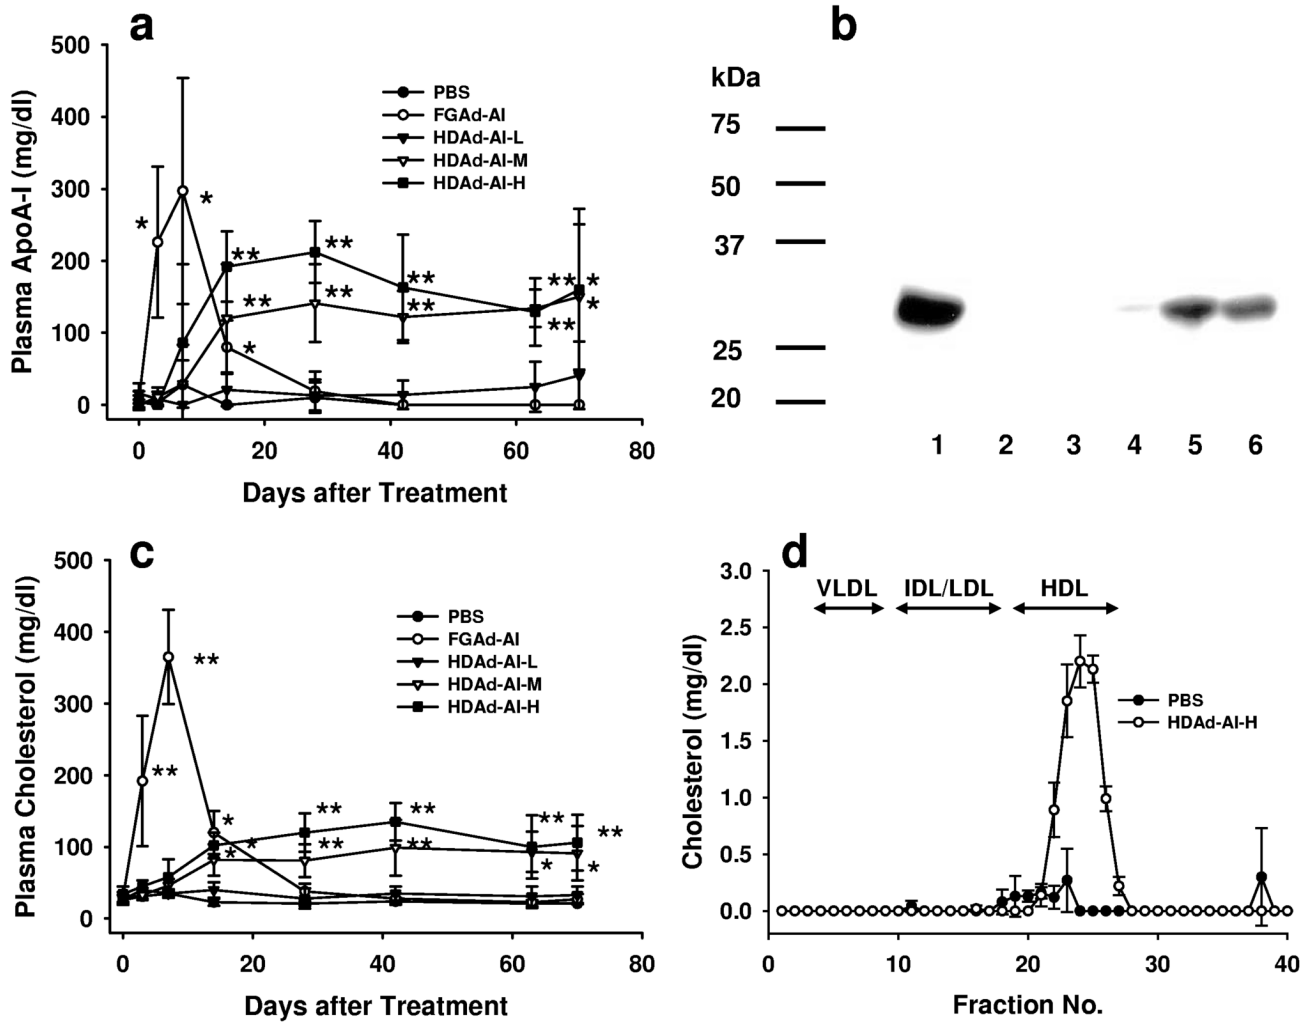 a
500
400
300
200
100
0
Plasma ApoA-I (mg/dl)
PBS
FGAd-AI
HDAd-AI-L
HDAd-AI-M
HDAd-AI-H
*
*
**
**
*
**
**
**
**
**
**
*
*
0 20 40 60 80
Days after Treatment
b
kDa
75
50
37
25
20
1 2 3 4 5 6
c
500
400
300
200
100
0
Plasma Cholesterol (mg/dl)
PBS
FGAd-AI
HDAd-AI-L
HDAd-AI-M
HDAd-AI-H
**
**
*
*
*
**
**
**
**
**
*
**
*
0 20 40 60 80
Days after Treatment
d
3.0
2.5
2.0
1.5
1.0
0.5
0.0
Cholesterol (mg/dl)
VLDL IDL/LDL HDL
PBS
HDAd-AI-H
0 10 20 30 40
Fraction No.